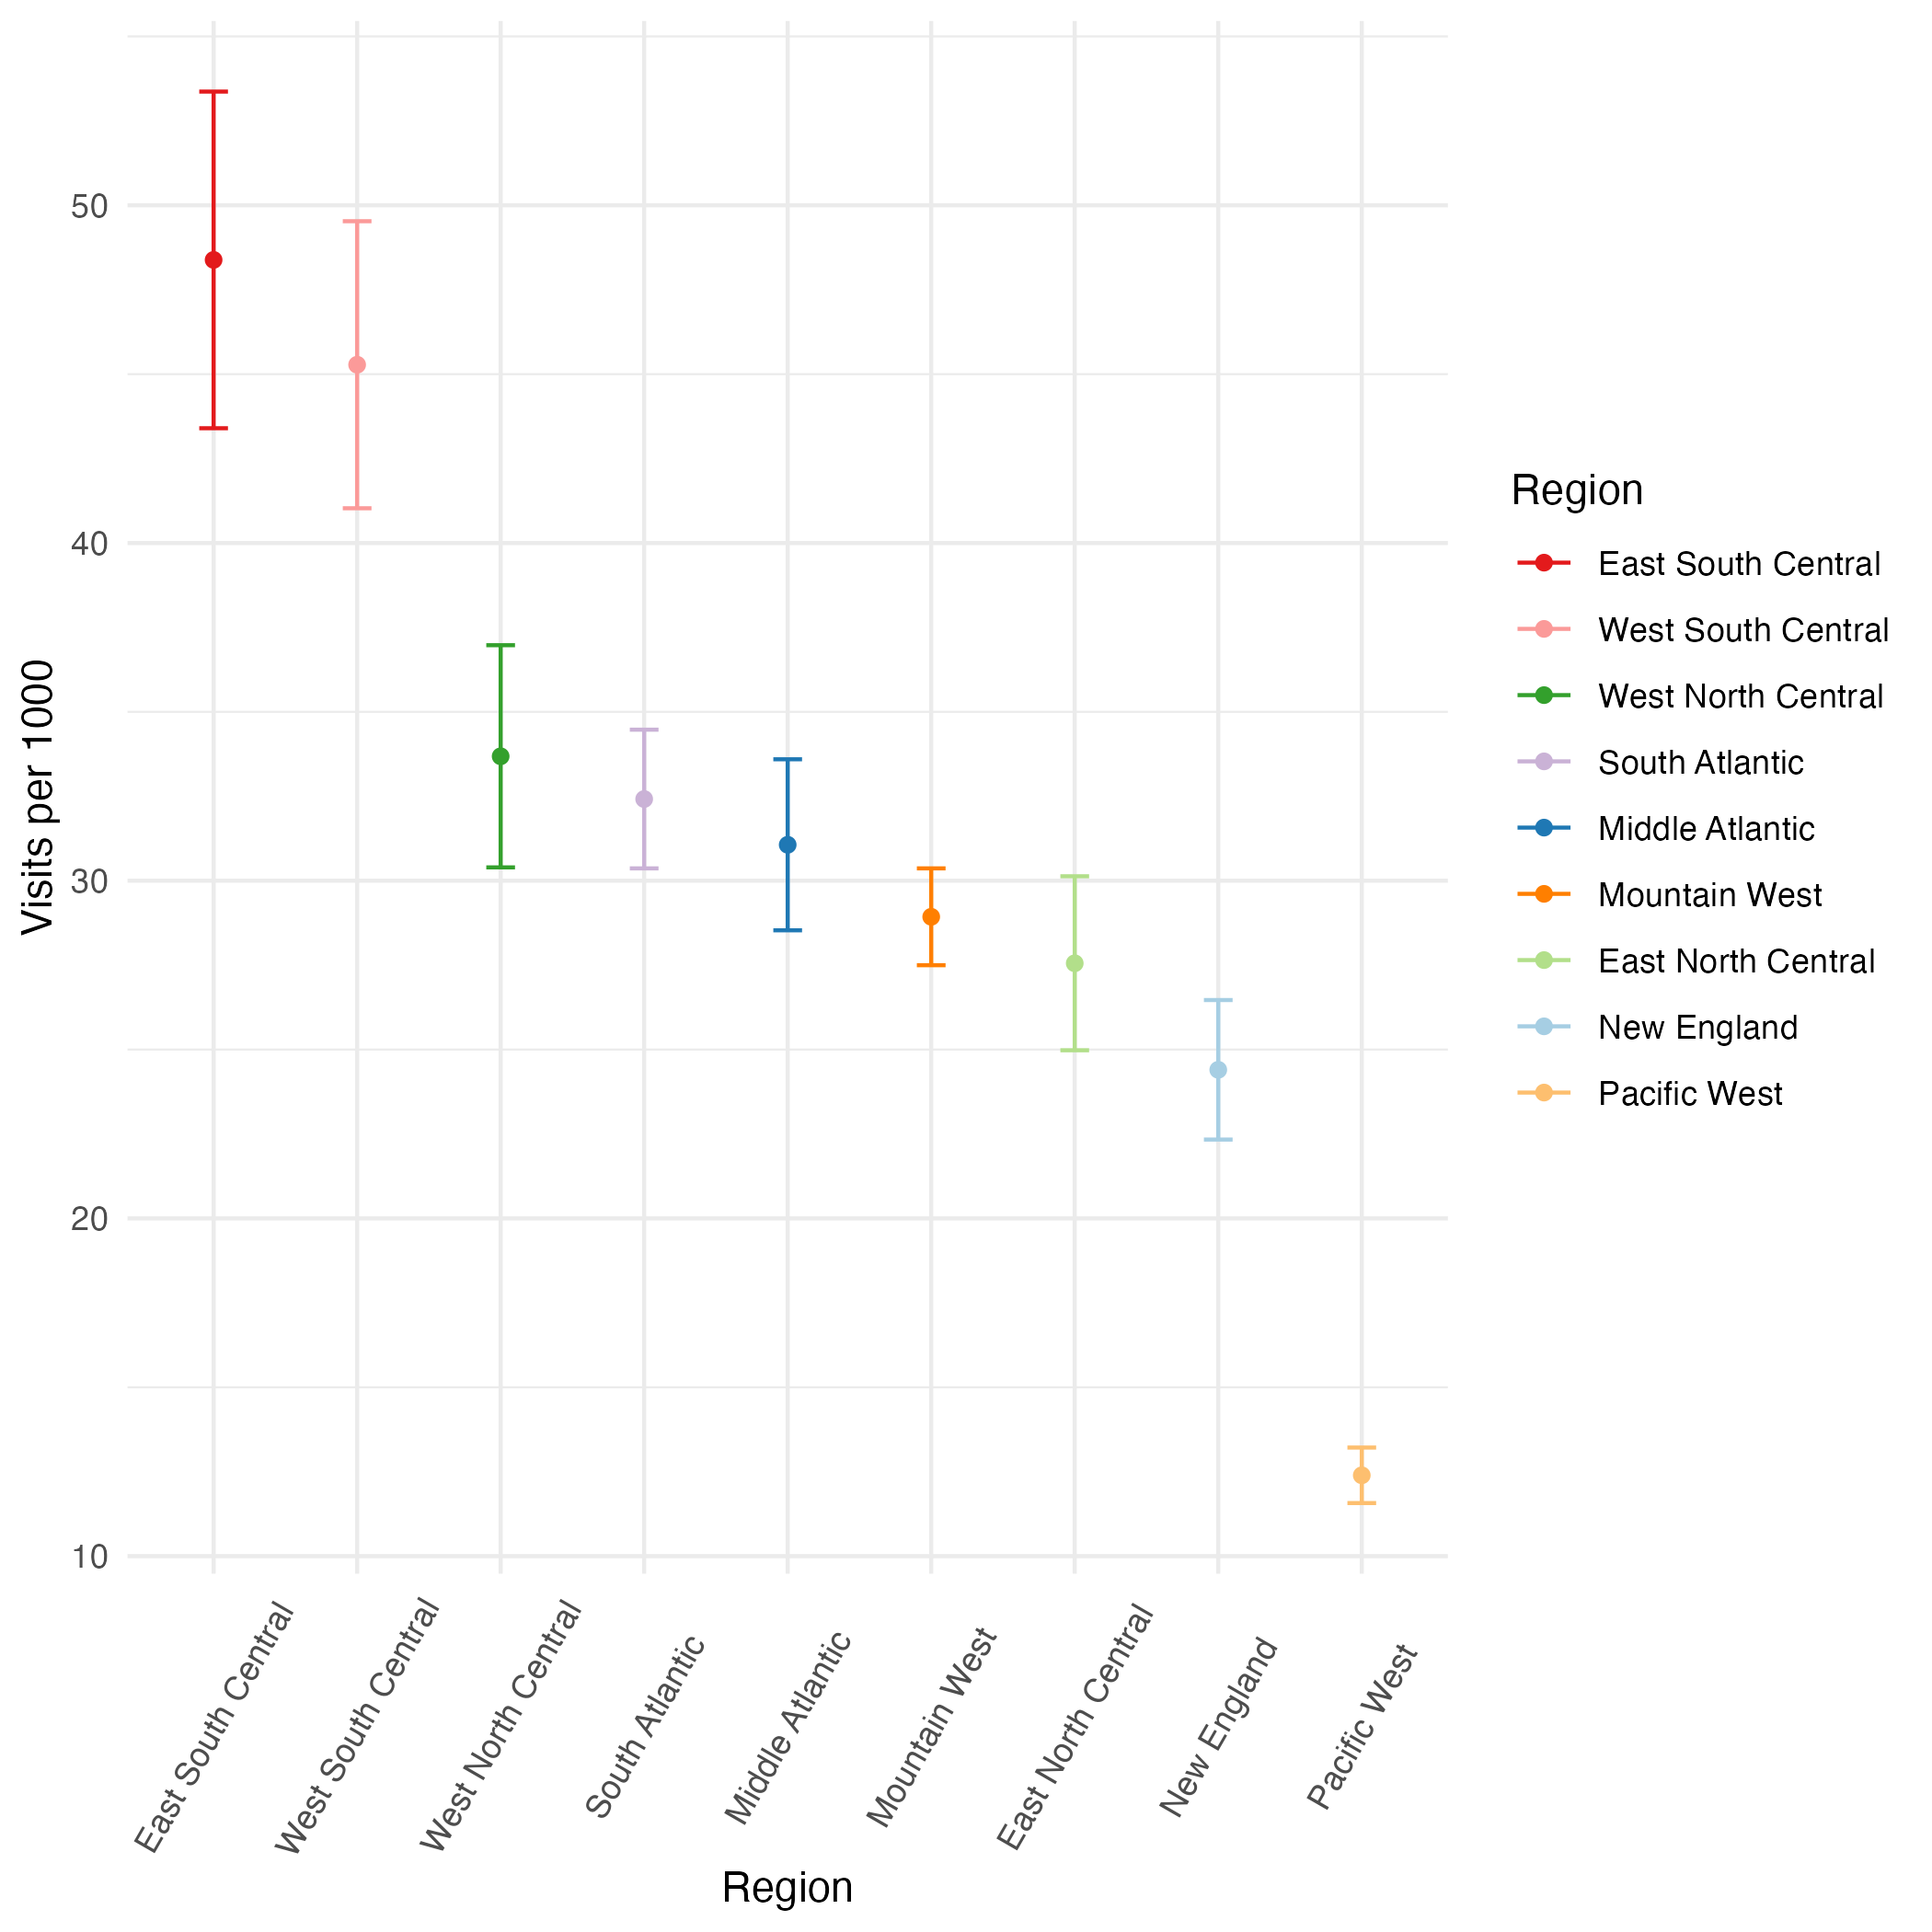 Visits per 1000
50
40
30
20
10
East South Central
West South Central
West North Central
South Atlantic
Middle Atlantic
Mountain West
East North Central
New England
Pacific West
Region
Region
East South Central
West South Central
West North Central
South Atlantic
Middle Atlantic
Mountain West
East North Central
New England
Pacific West